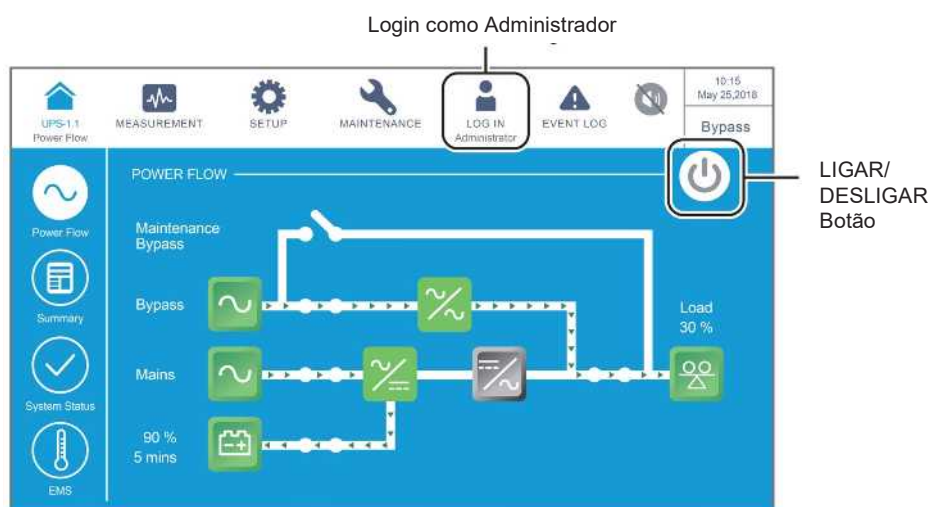 Login como Administrador
UPS-1.1
Power Flow
MEASUREMENT
SETUP
MAINTENANCE
LOG IN
Administrator
EVENT LOG
10:15
May 25,2018
Bypass
POWER FLOW
LIGAR/
DESLIGAR
Botão
Power Flow
Maintenance
Bypass
Summary
Bypass
Load
30 %
System Status
Mains
90 %
5 mins
EMS